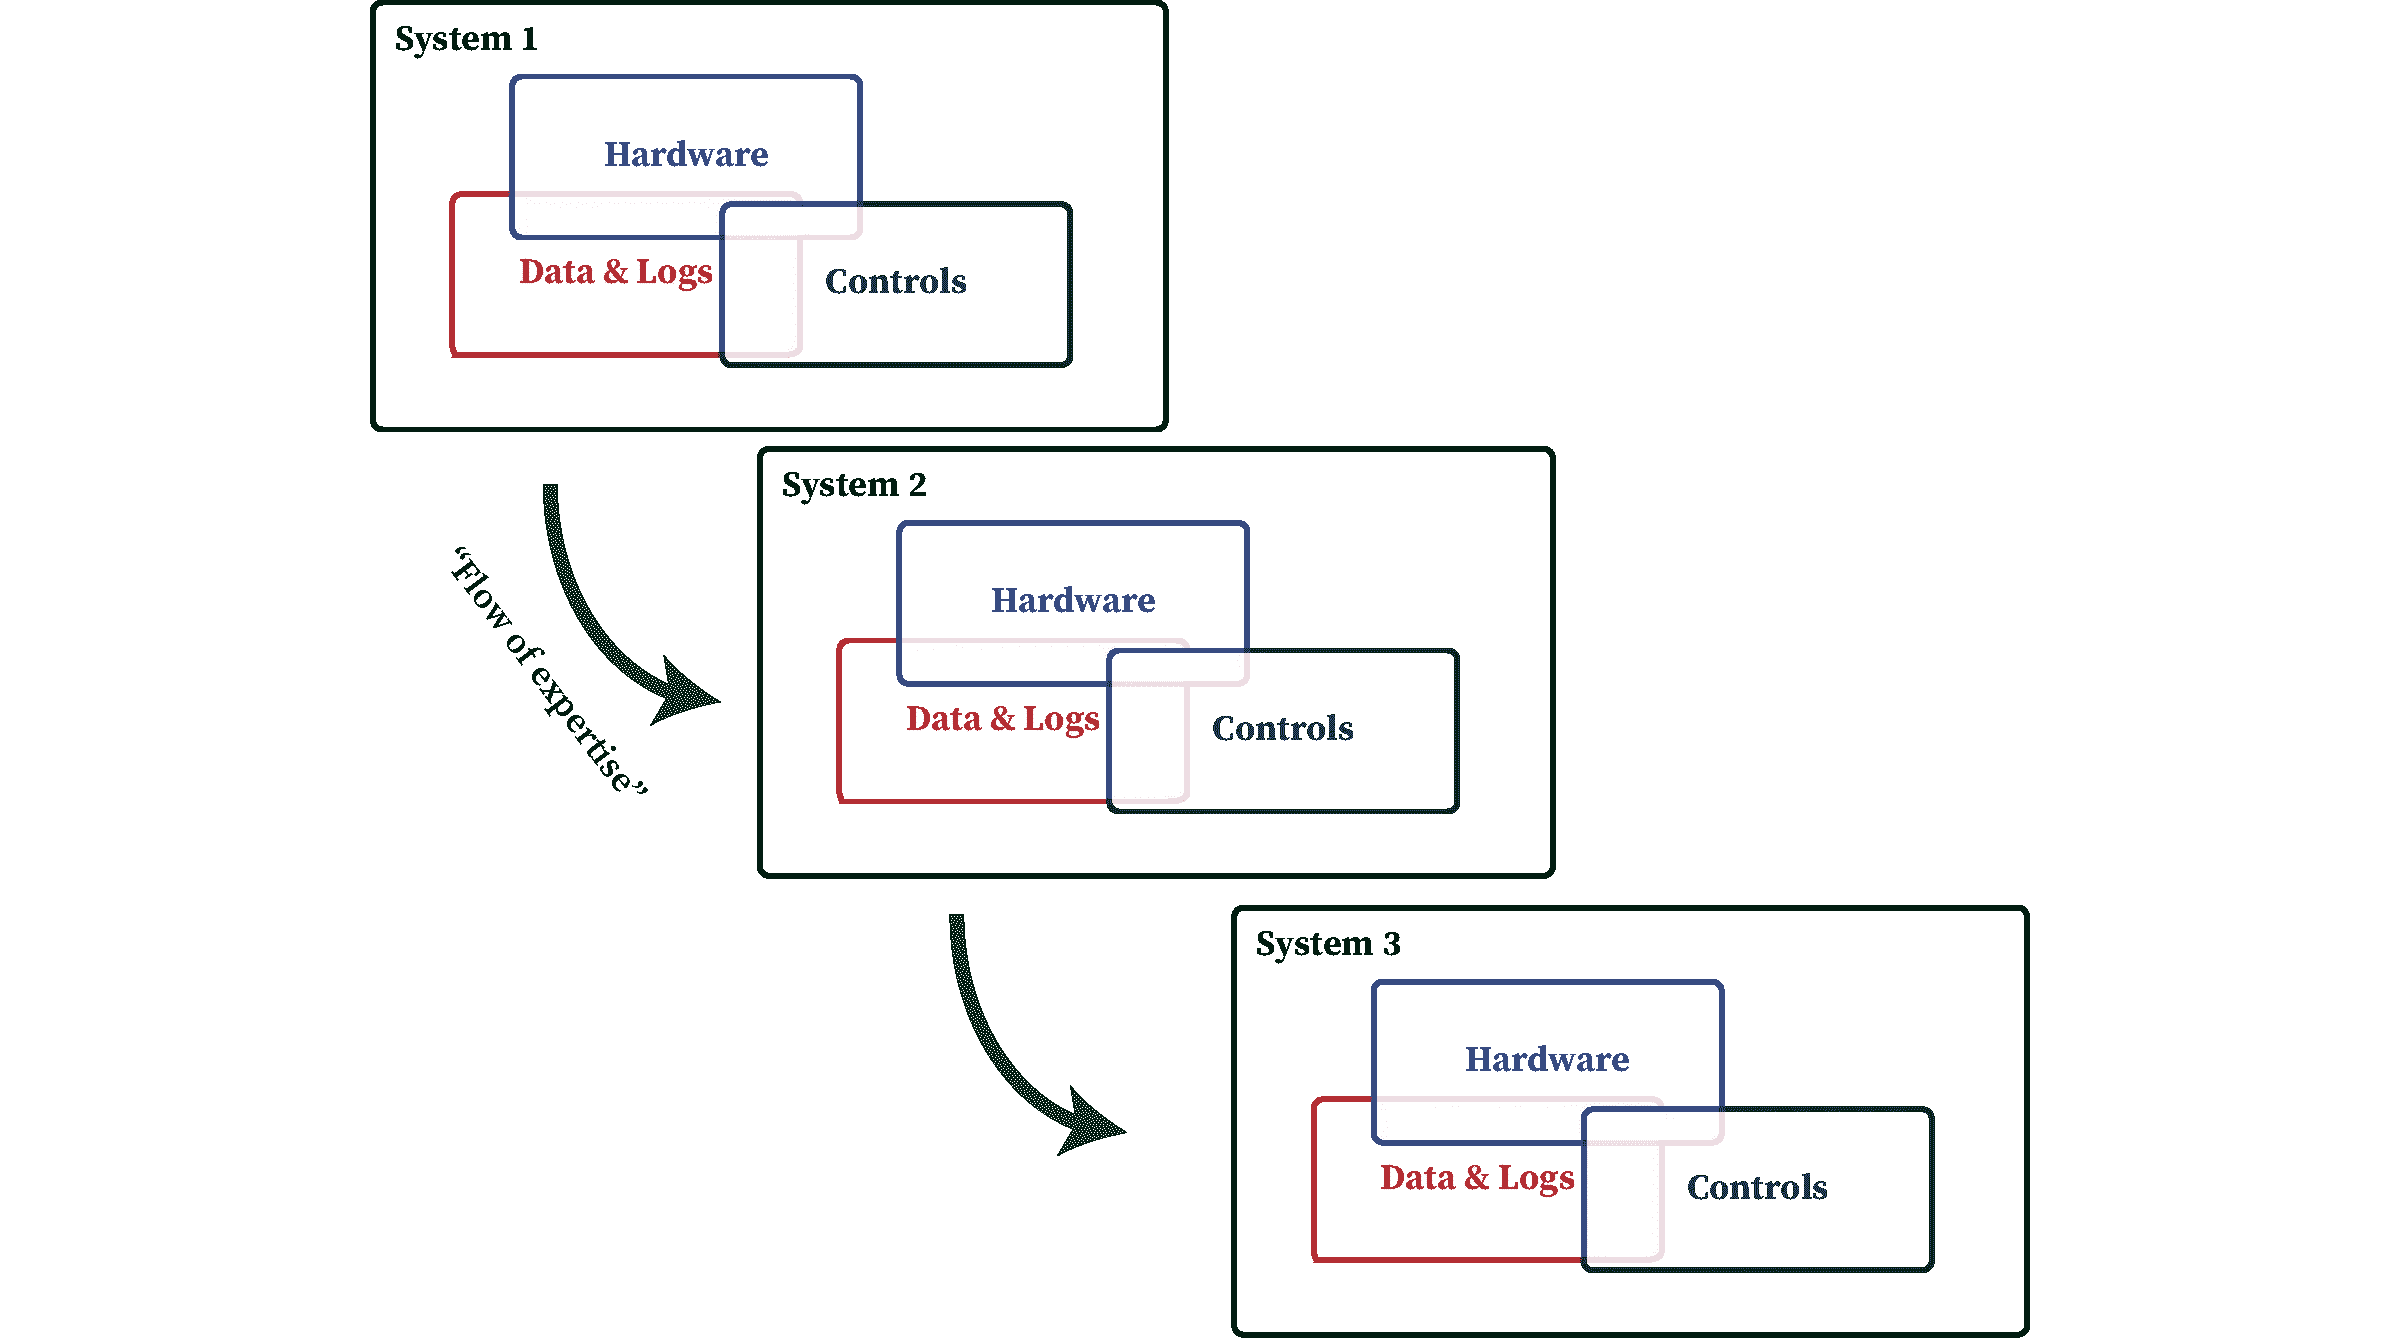 System 1
Hardware
Data & Logs
Controls
“Flow of expertise”
System 2
Hardware
Data & Logs
Controls
System 3
Hardware
Data & Logs
Controls